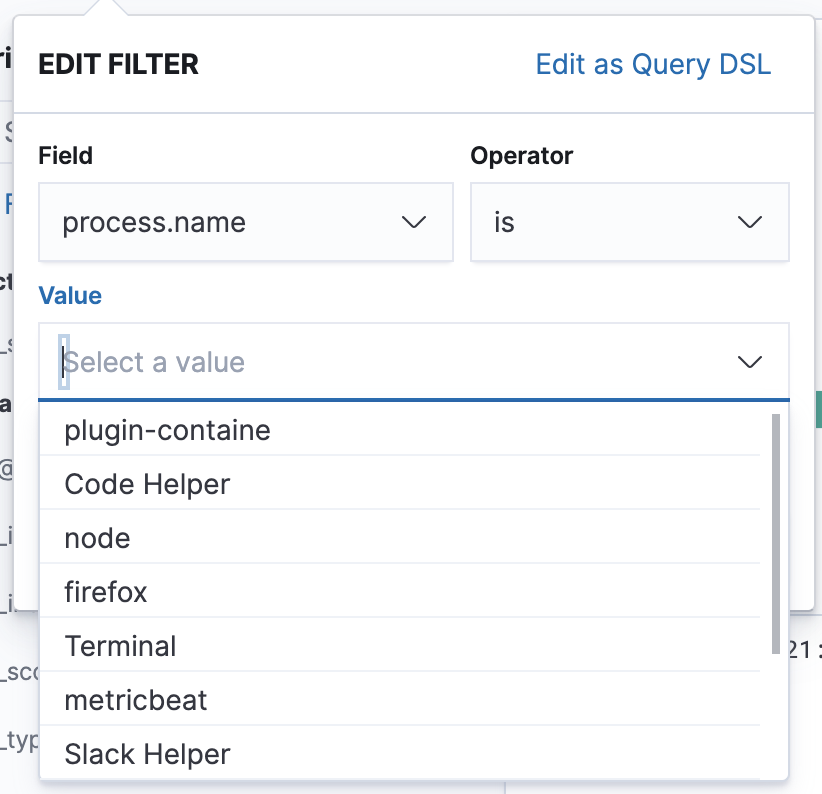 EDIT FILTER
Edit as Query DSL
Field
Operator
process.name
is
Value
Select a value
plugin-containe
Code Helper
node
firefox
Terminal
metricbeat
Slack Helper